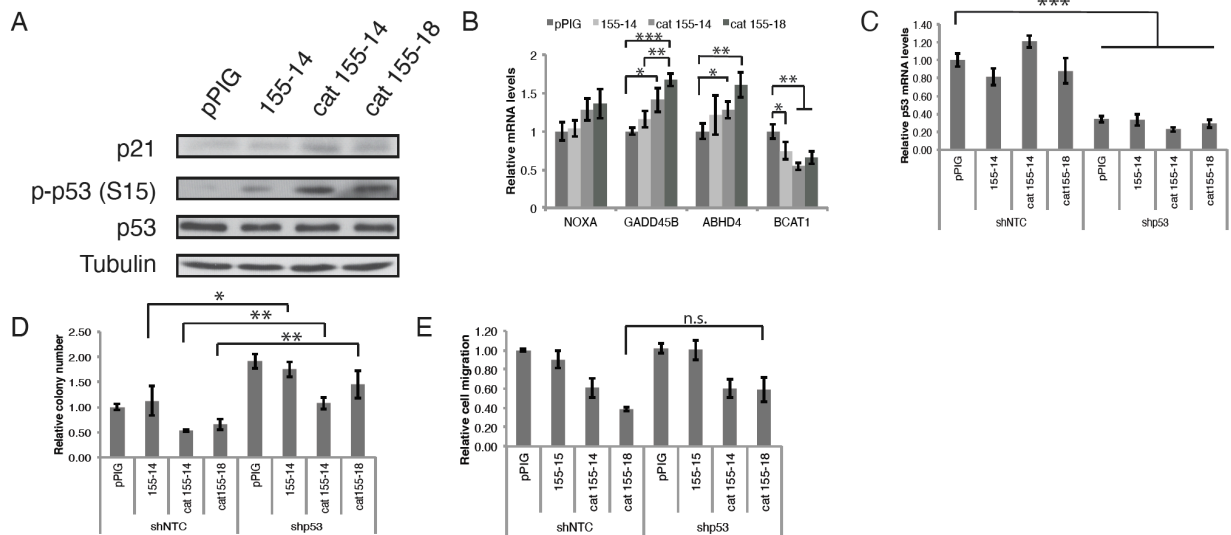 A
pPIG
155-14
cat 155-14
cat 155-18
p21
p-p53 (S15)
p53
Tubulin
B
pPIG 155-14 cat 155-14 cat 155-18
Relative mRNA levels
2
1.5
1
0.5
0
***
**
*
**
*
**
*
NOXA GADD45B ABHD4 BCAT1
C
***
Relative p53 mRNA levels
1.40
1.20
1.00
0.80
0.60
0.40
0.20
0.00
pPIG
155-14
cat 155-14
cat155-18
pPIG
155-14
cat 155-14
cat155-18
shNTC shp53
D
*
**
**
Relative colony number
2.50
2.00
1.50
1.00
0.50
0.00
pPIG
155-14
cat 155-14
cat155-18
pPIG
155-14
cat 155-14
cat 155-18
shNTC shp53
E
n.s.
Relative cell migration
1.20
1.00
0.80
0.60
0.40
0.20
0.00
pPIG
155-15
cat 155-14
cat 155-18
pPIG
155-15
cat 155-14
cat 155-18
shNTC shp53